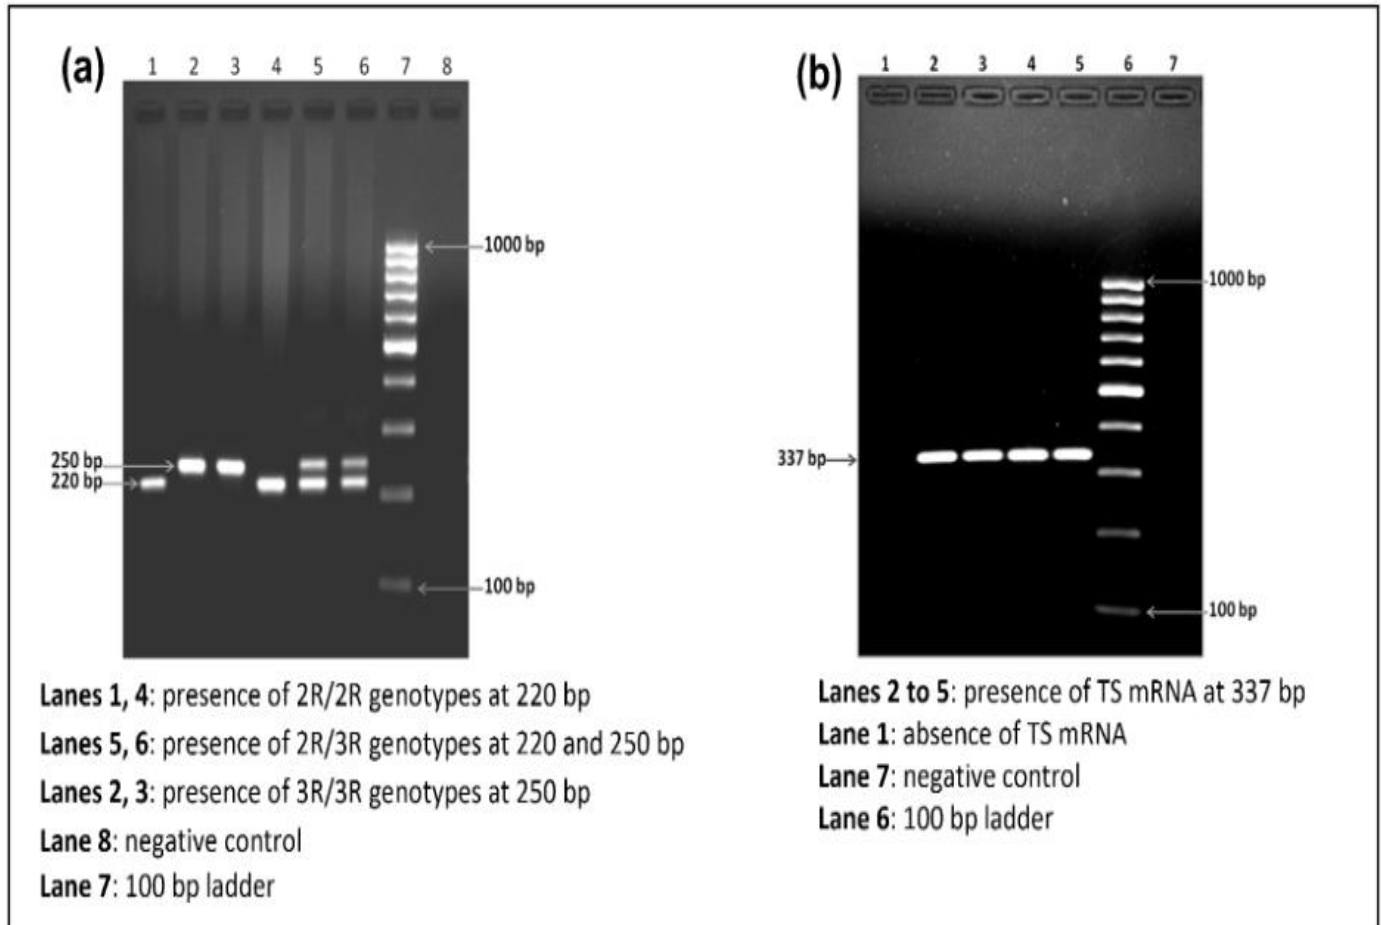 (a)
1 2 3 4 5 6 7 8
1000 bp
250 bp
220 bp
100 bp
Lanes 1, 4: presence of 2R/2R genotypes at 220 bp
Lanes 5, 6: presence of 2R/3R genotypes at 220 and 250 bp
Lanes 2, 3: presence of 3R/3R genotypes at 250 bp
Lane 8: negative control
Lane 7: 100 bp ladder
(b)
1 2 3 4 5 6 7
1000 bp
337 bp
100 bp
Lanes 2 to 5: presence of TS mRNA at 337 bp
Lane 1: absence of TS mRNA
Lane 7: negative control
Lane 6: 100 bp ladder